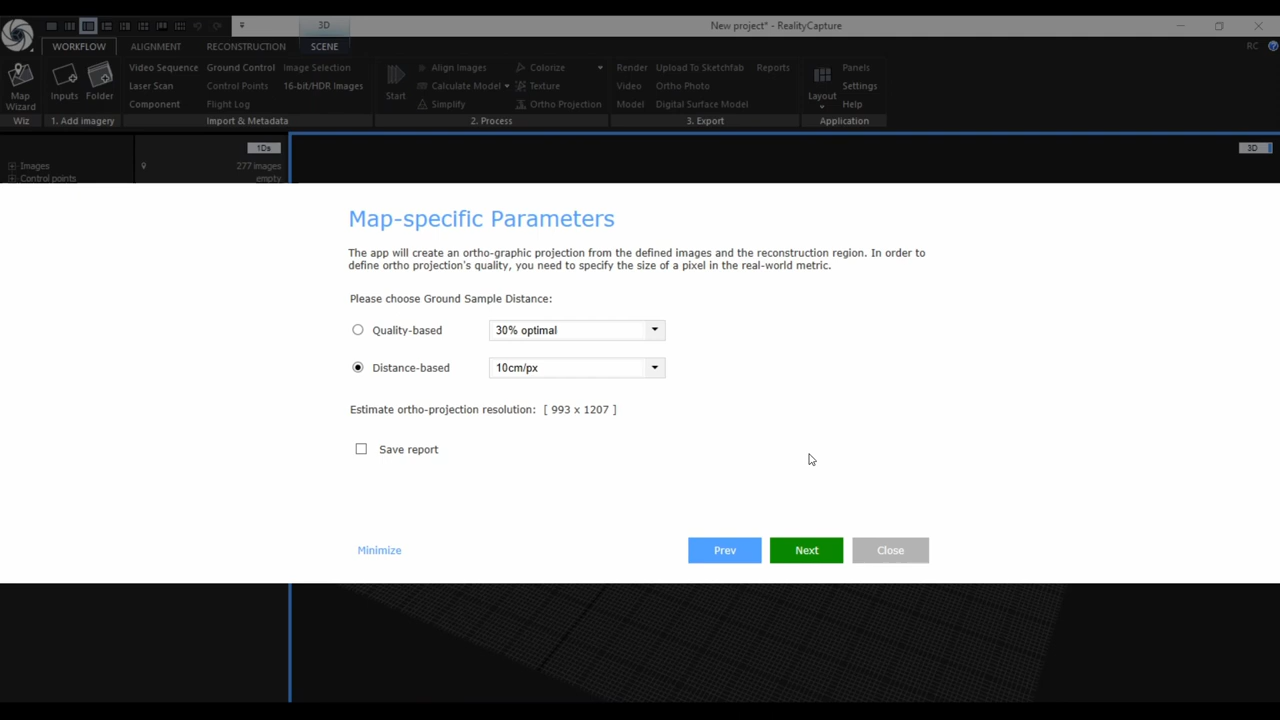 3D
New project* - RealityCapture
WORKFLOW ALIGNMENT RECONSTRUCTION SCENE
RC
Map Wizard
Inputs
Folder
Video Sequence Ground Control Image Selection
Laser Scan Control Points 16-bit/HDR Images
Component Flight Log
Start
Align Images Colorize
Calculate Model Texture
Simplify Ortho Projection
Render Upload To Sketchfab Reports
Video Ortho Photo
Model Digital Surface Model
Layout
Panels
Settings
Help
Wiz 1. Add imagery Import & Metadata 2. Process 3. Export Application
1Ds
3D
Images 277 images
Control points empty
Map-specific Parameters
The app will create an ortho-graphic projection from the defined images and the reconstruction region. In order to
define ortho projection's quality, you need to specify the size of a pixel in the real-world metric.
Please choose Ground Sample Distance:
Quality-based 30% optimal
Distance-based 10cm/px
Estimate ortho-projection resolution: [ 993 x 1207 ]
Save report
Minimize Prev Next Close